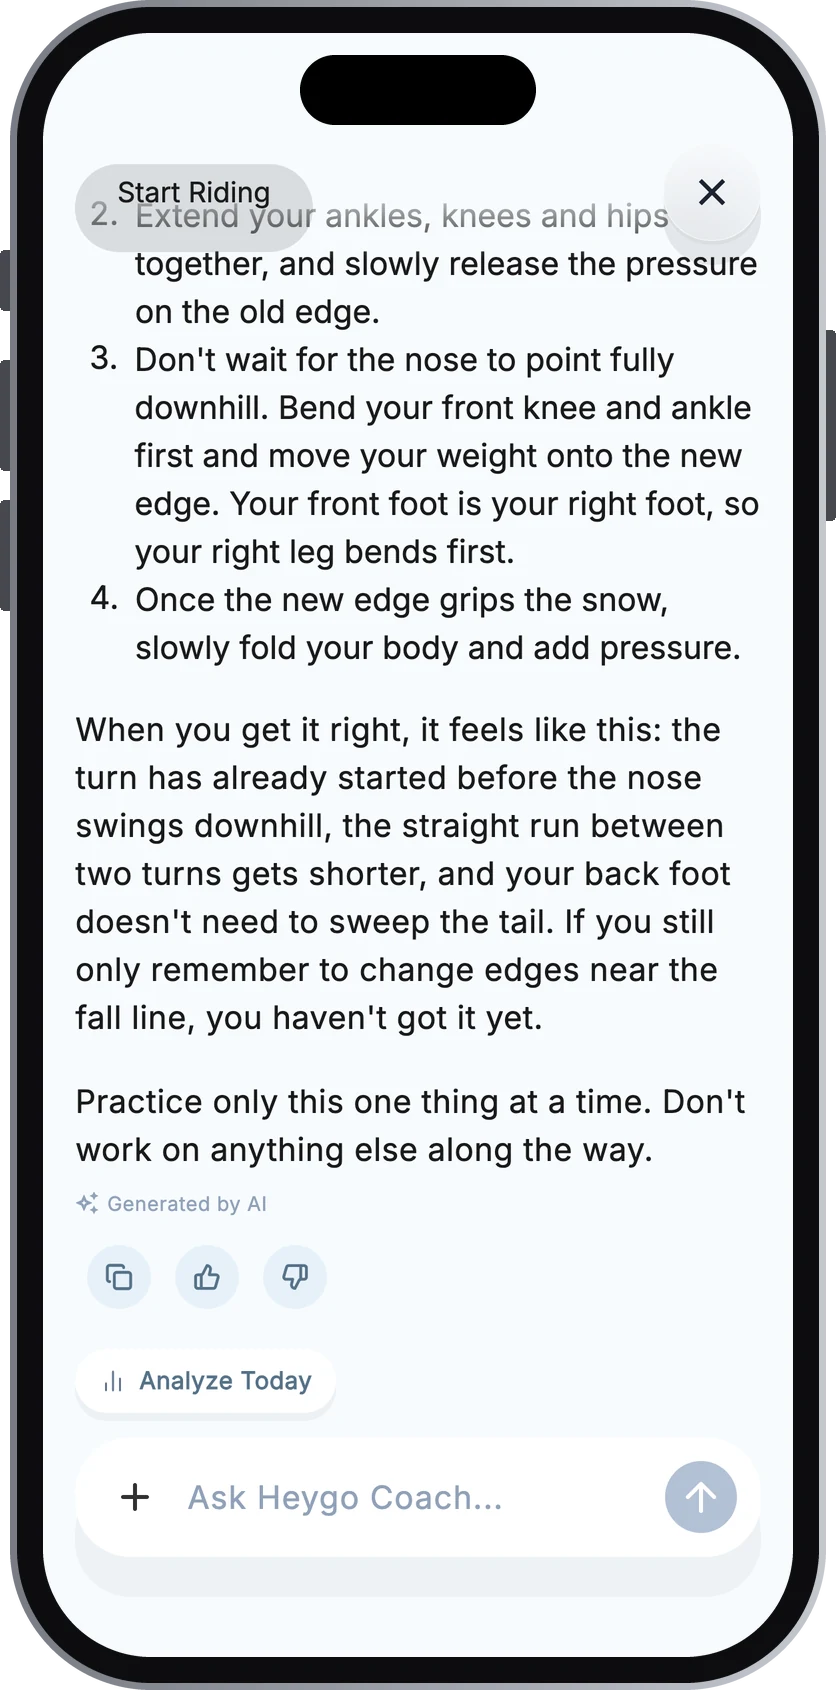 Start Riding
2. Extend your ankles, knees and hips
together, and slowly release the pressure
on the old edge.
3. Don't wait for the nose to point fully
downhill. Bend your front knee and ankle
first and move your weight onto the new
edge. Your front foot is your right foot, so
your right leg bends first.
4. Once the new edge grips the snow,
slowly fold your body and add pressure.
When you get it right, it feels like this: the
turn has already started before the nose
swings downhill, the straight run between
two turns gets shorter, and your back foot
doesn't need to sweep the tail. If you still
only remember to change edges near the
fall line, you haven't got it yet.
Practice only this one thing at a time. Don't
work on anything else along the way.
Generated by AI
Analyze Today
Ask Heygo Coach...